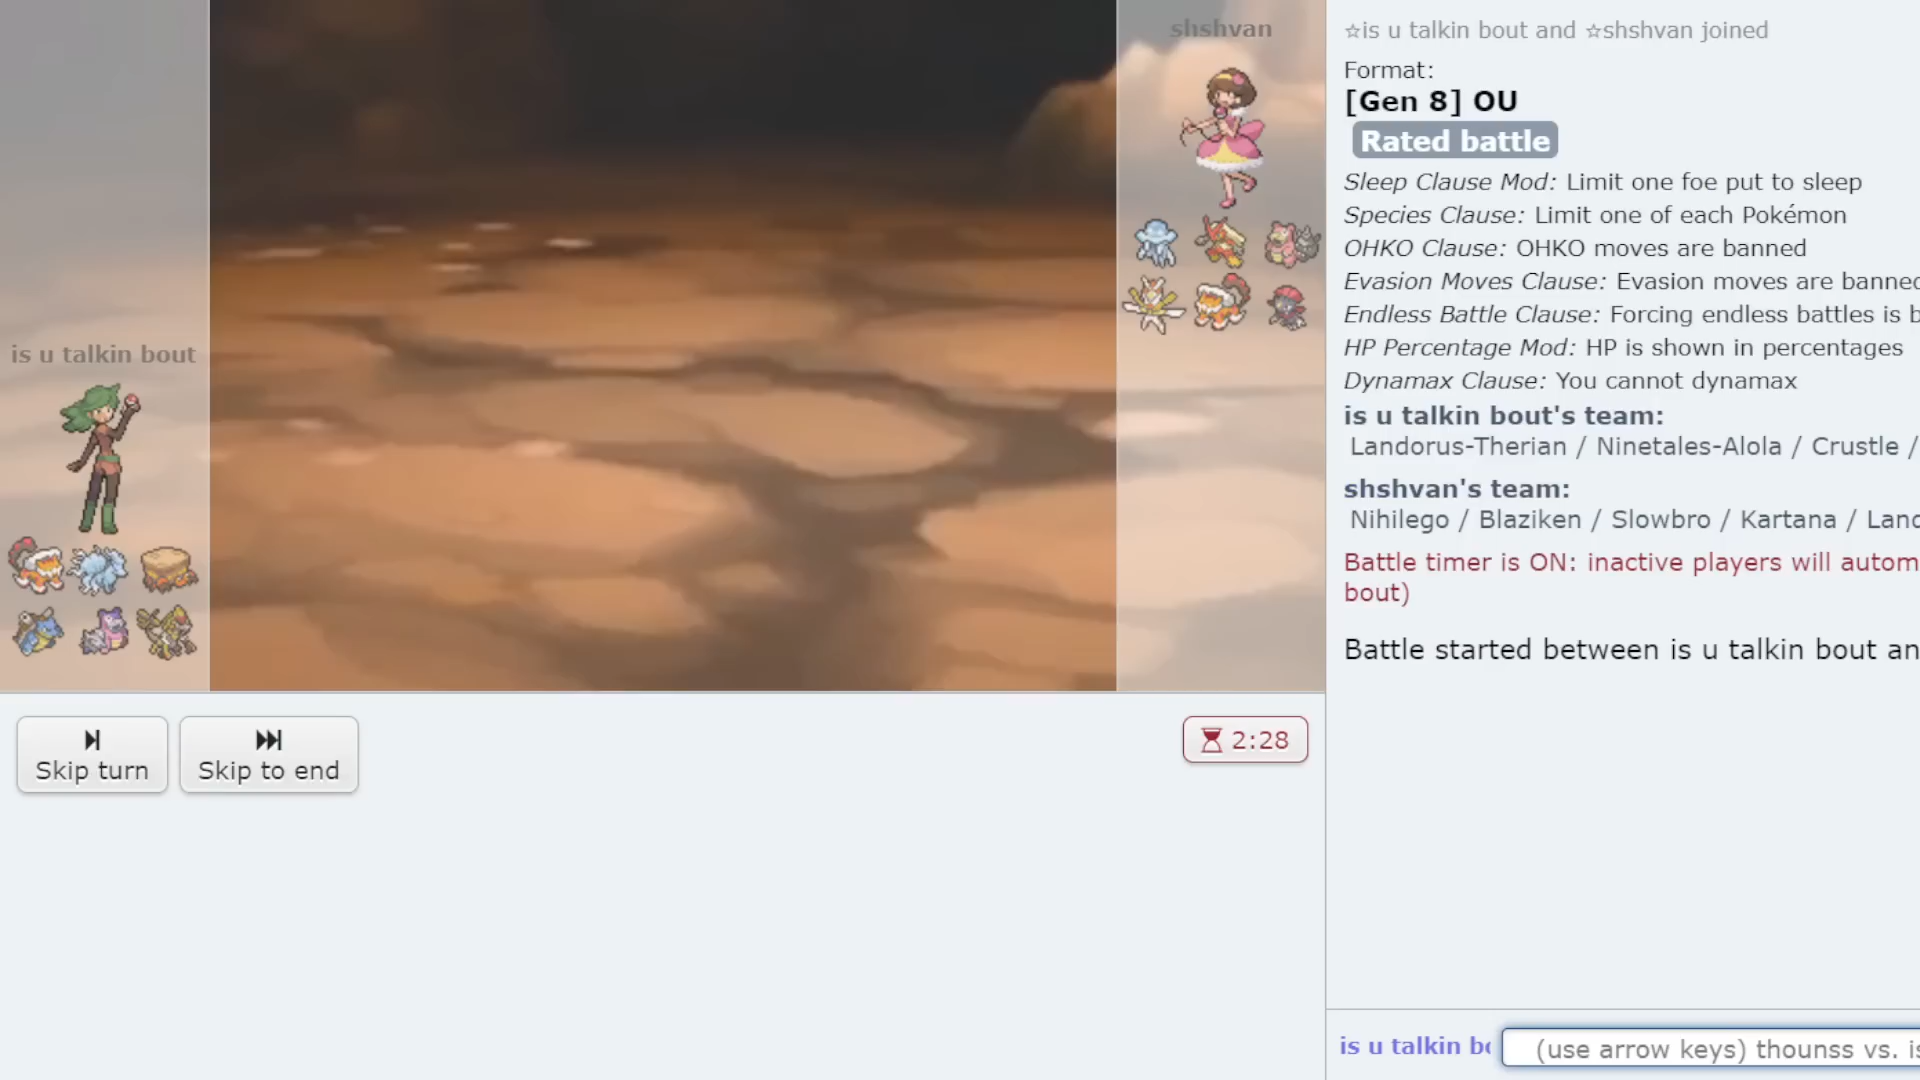 shshvan
is u talkin bout
Skip turn
Skip to end
2:28
☆is u talkin bout and ☆shshvan joined
Format:
[Gen 8] OU
Rated battle
Sleep Clause Mod: Limit one foe put to sleep
Species Clause: Limit one of each Pokémon
OHKO Clause: OHKO moves are banned
Evasion Moves Clause: Evasion moves are banned
Endless Battle Clause: Forcing endless battles is b
HP Percentage Mod: HP is shown in percentages
Dynamax Clause: You cannot dynamax
is u talkin bout's team:
Landorus-Therian / Ninetales-Alola / Crustle /
shshvan's team:
Nihilego / Blaziken / Slowbro / Kartana / Land
Battle timer is ON: inactive players will autom
bout)
Battle started between is u talkin bout an
is u talkin bo
(use arrow keys) thounss vs. is